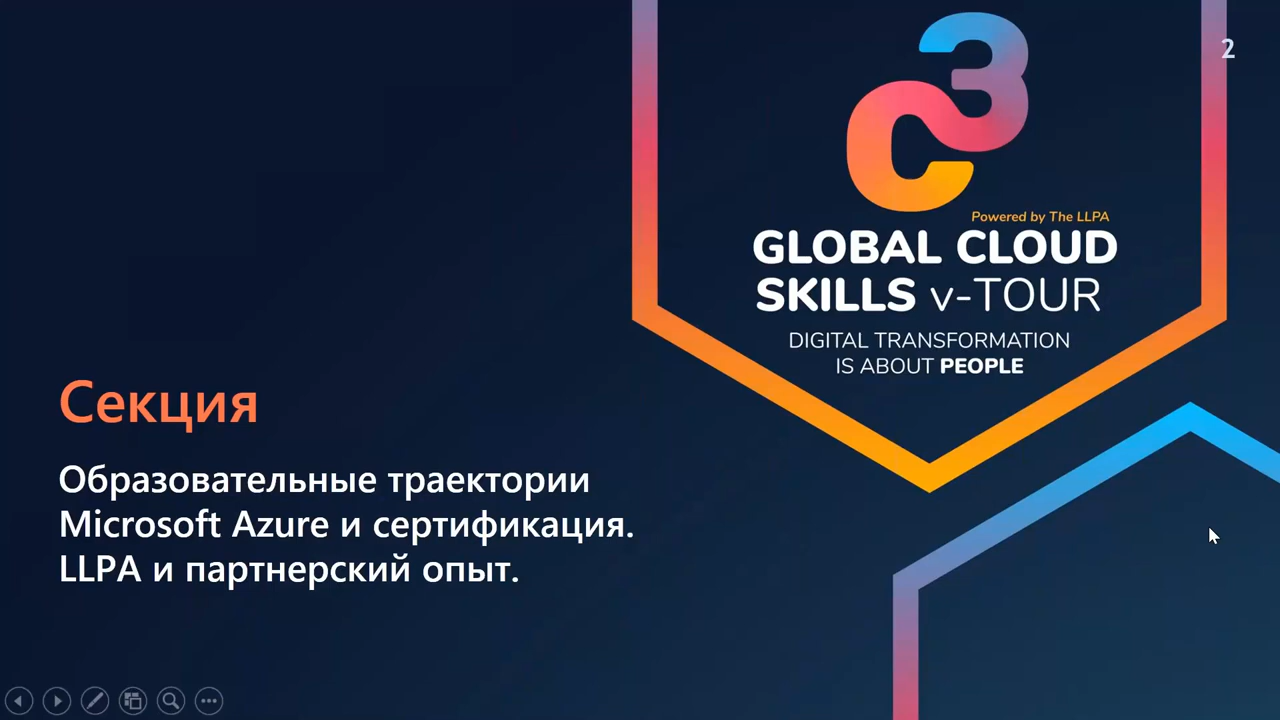 2
c3
Powered by The LLPA
GLOBAL CLOUD
SKILLS v-TOUR
DIGITAL TRANSFORMATION
IS ABOUT PEOPLE
Секция
Образовательные траектории
Microsoft Azure и сертификация.
LLPA и партнерский опыт.